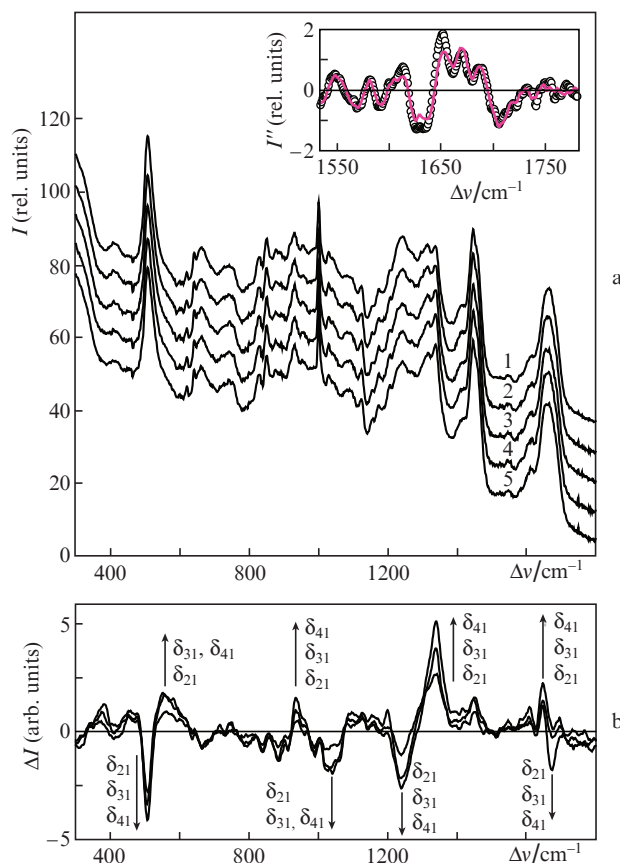 a
I (rel. units)
120
100
80
60
40
20
0
400
800
1200
Δν/cm⁻¹
I″ (rel. units)
2
0
−2
1550
1650
1750
Δν/cm⁻¹
1
2
3
4
5
b
ΔI (arb. units)
5
0
−5
δ₃₁, δ₄₁
δ₂₁
δ₄₁
δ₃₁
δ₂₁
δ₄₁
δ₃₁
δ₂₁
δ₄₁
δ₃₁
δ₂₁
δ₂₁
δ₃₁
δ₄₁
δ₂₁
δ₃₁, δ₄₁
δ₂₁
δ₃₁
δ₄₁
δ₂₁
δ₃₁
δ₄₁
400
800
1200
Δν/cm⁻¹